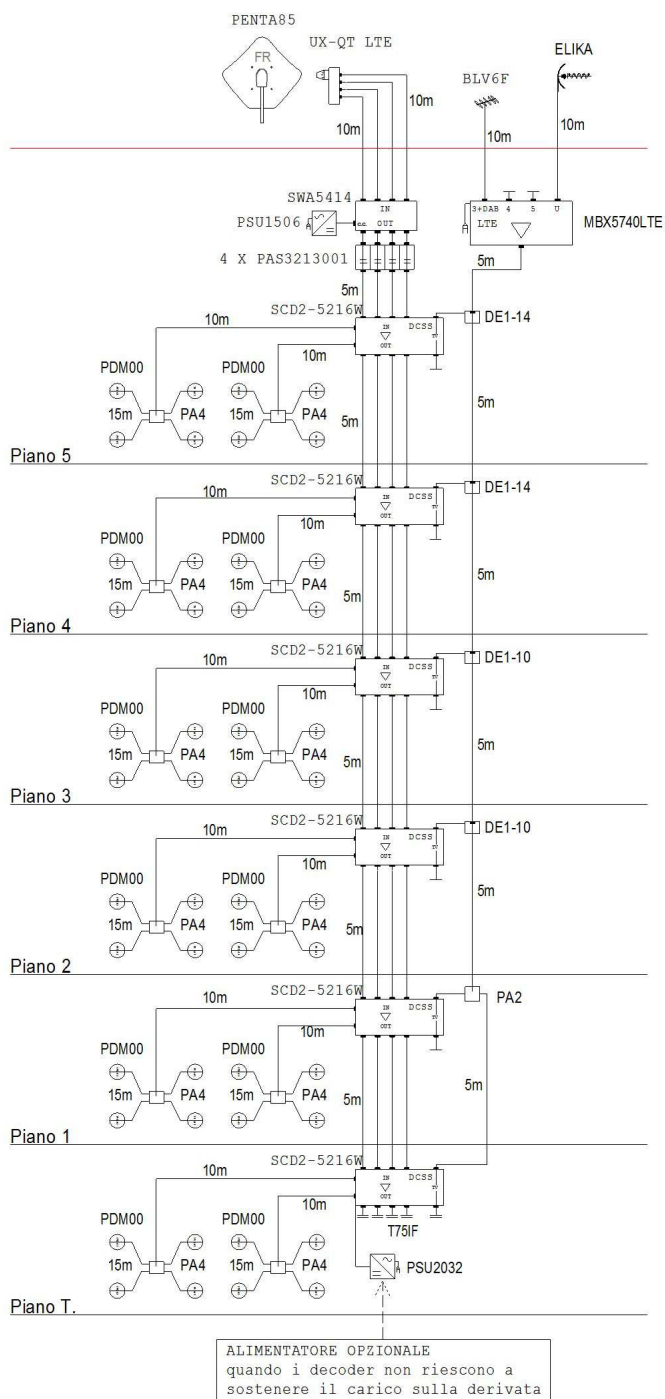 PENTA85
FR
UX-QT LTE
ELIKA
BLV6F
10m
10m
10m
10m
SWA5414
IN
OUT
c.c.
PSU1506
3+DAB 4 5 U
LTE
MBX5740LTE
4 X PAS3213001
5m
5m
SCD2-5216W
IN
OUT
DCSS
TV
DE1-14
10m
10m
PDM00
15m
15m
PA4
5m
5m
Piano 5
SCD2-5216W
IN
OUT
DCSS
TV
DE1-14
10m
10m
PDM00
PDM00
15m
PA4
15m
PA4
5m
5m
Piano 4
SCD2-5216W
IN
OUT
DCSS
TV
DE1-10
10m
10m
PDM00
PDM00
15m
PA4
15m
PA4
5m
5m
Piano 3
SCD2-5216W
IN
OUT
DCSS
TV
DE1-10
10m
10m
PDM00
PDM00
15m
PA4
15m
PA4
5m
5m
Piano 2
SCD2-5216W
IN
OUT
DCSS
TV
PA2
10m
10m
PDM00
PDM00
15m
PA4
15m
PA4
5m
5m
Piano 1
SCD2-5216W
IN
OUT
DCSS
TV
T75IF
10m
10m
PDM00
PDM00
15m
PA4
15m
PA4
PSU2032
Piano T.
ALIMENTATORE OPZIONALE
quando i decoder non riescono a
sostenere il carico sulla derivata